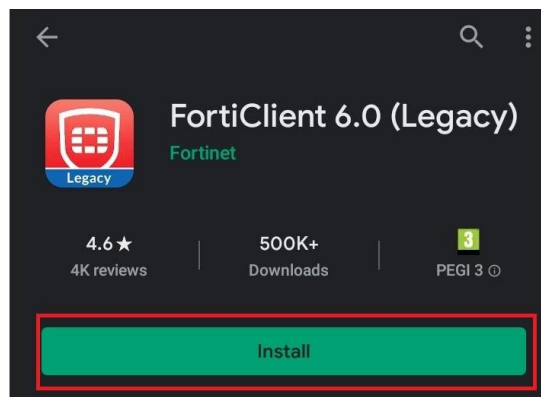 FortiClient 6.0 (Legacy)
Fortinet
Legacy
4.6★
4K reviews
500K+
Downloads
3
PEGI 3
Install